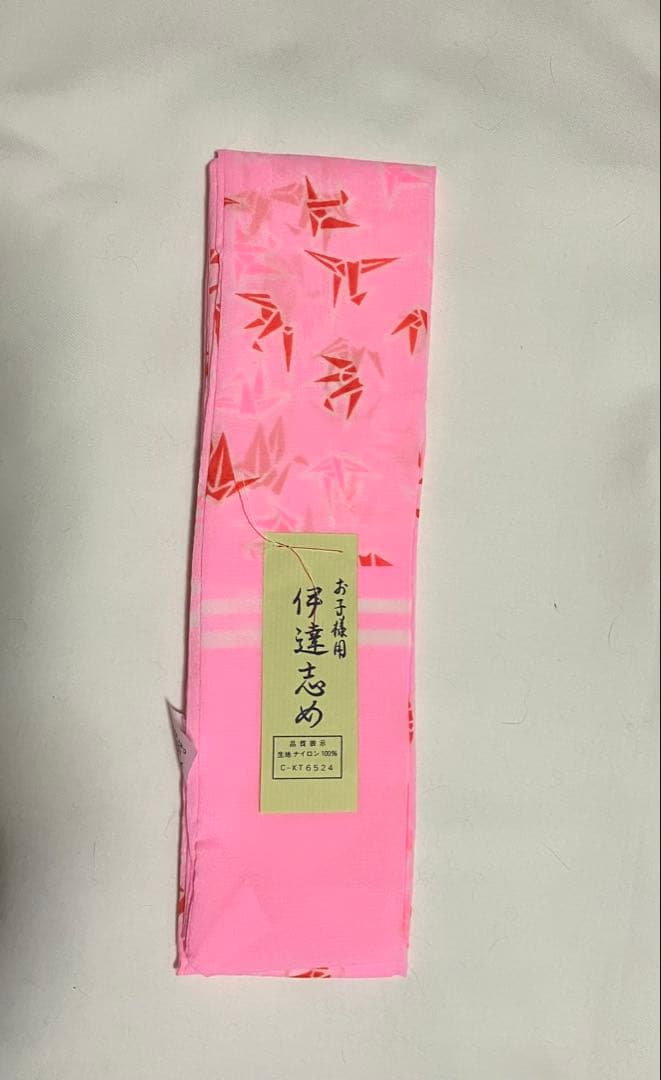 お子様用
伊達志め
品質表示
生地ナイロン100%
C-KT6524